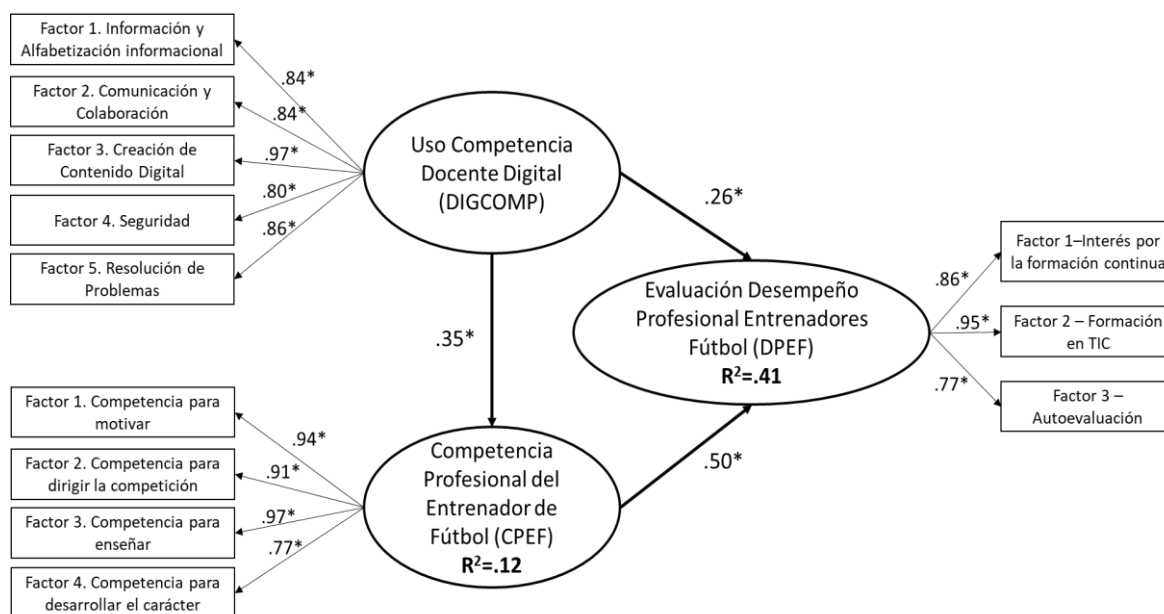 Factor 1. Información y
Alfabetización informacional
Factor 2. Comunicación y
Colaboración
Factor 3. Creación de
Contenido Digital
Factor 4. Seguridad
Factor 5. Resolución de
Problemas
.84*
.84*
.97*
.80*
.86*
Uso Competencia
Docente Digital
(DIGCOMP)
.26*
.35*
Evaluación Desempeño
Profesional Entrenadores
Fútbol (DPEF)
R²=.41
.86*
.95*
.77*
Factor 1–Interés por
la formación continua
Factor 2 – Formación
en TIC
Factor 3 –
Autoevaluación
Factor 1. Competencia para
motivar
Factor 2. Competencia para
dirigir la competición
Factor 3. Competencia para
enseñar
Factor 4. Competencia para
desarrollar el carácter
.94*
.91*
.97*
.77*
Competencia
Profesional del
Entrenador de
Fútbol (CPEF)
R²=.12
.50*